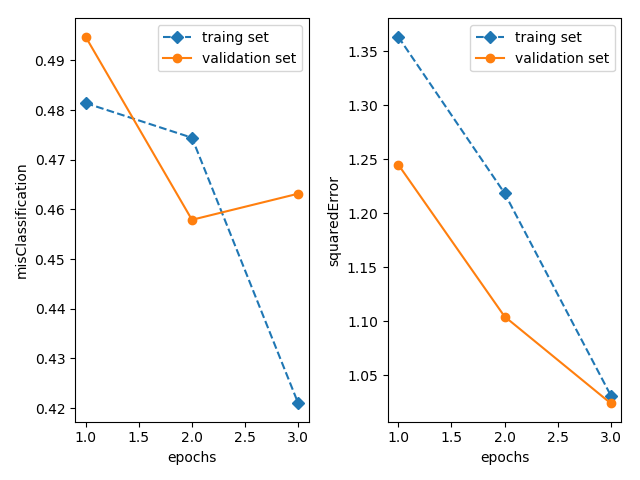 traing set
validation set
0.49
0.48
0.47
0.46
0.45
0.44
0.43
0.42
misClassification
1.0 1.5 2.0 2.5 3.0
epochs
traing set
validation set
1.35
1.30
1.25
1.20
1.15
1.10
1.05
squaredError
1.0 1.5 2.0 2.5 3.0
epochs